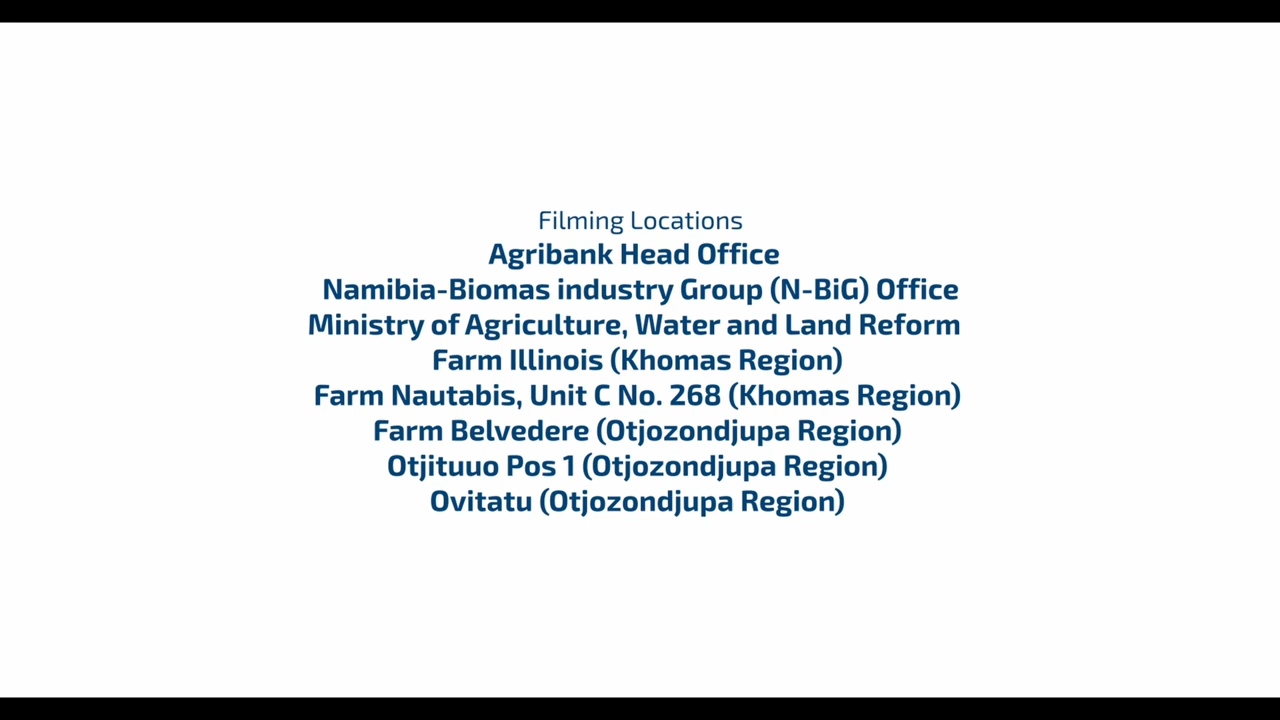 Filming Locations
Agribank Head Office
Namibia-Biomas industry Group (N-BiG) Office
Ministry of Agriculture, Water and Land Reform
Farm Illinois (Khomas Region)
Farm Nautabis, Unit C No. 268 (Khomas Region)
Farm Belvedere (Otjozondjupa Region)
Otjituuo Pos 1 (Otjozondjupa Region)
Ovitatu (Otjozondjupa Region)